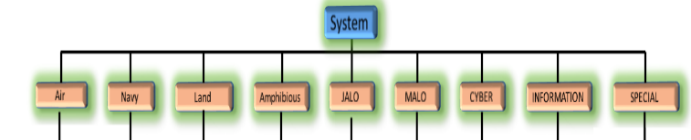 System
Air
Navy
Land
Amphibious
JALO
MALO
CYBER
INFORMATION
SPECIAL